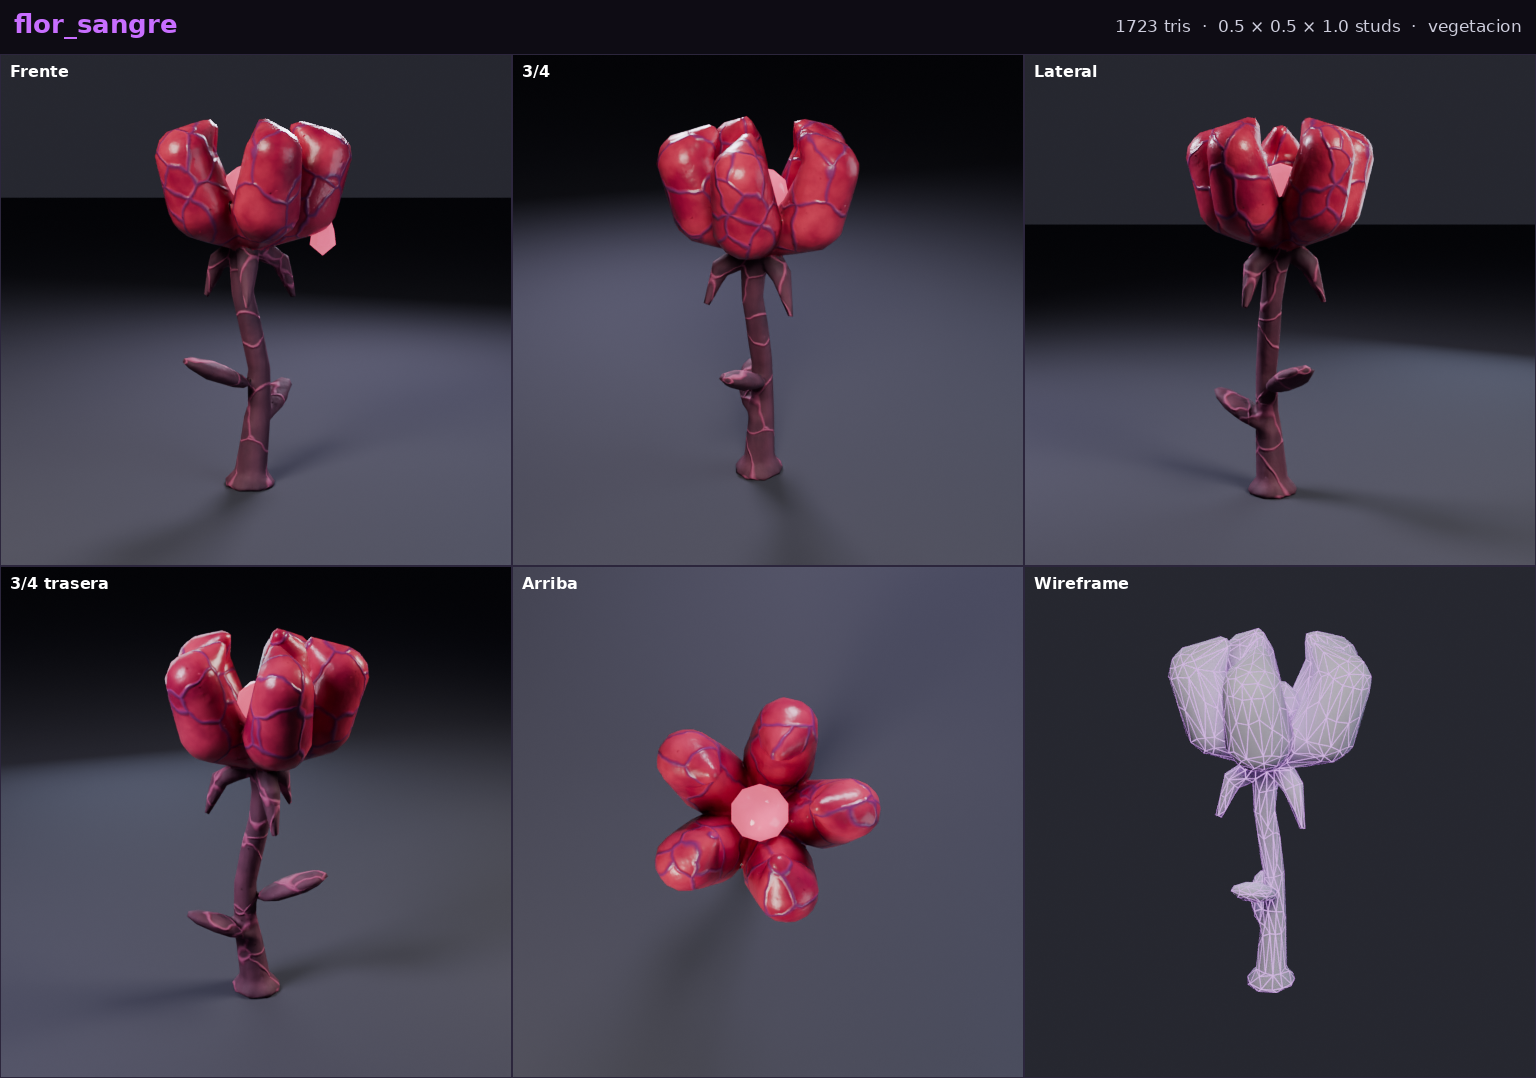 flor_sangre
1723 tris · 0.5 × 0.5 × 1.0 studs · vegetacion
Frente
3/4
Lateral
3/4 trasera
Arriba
Wireframe